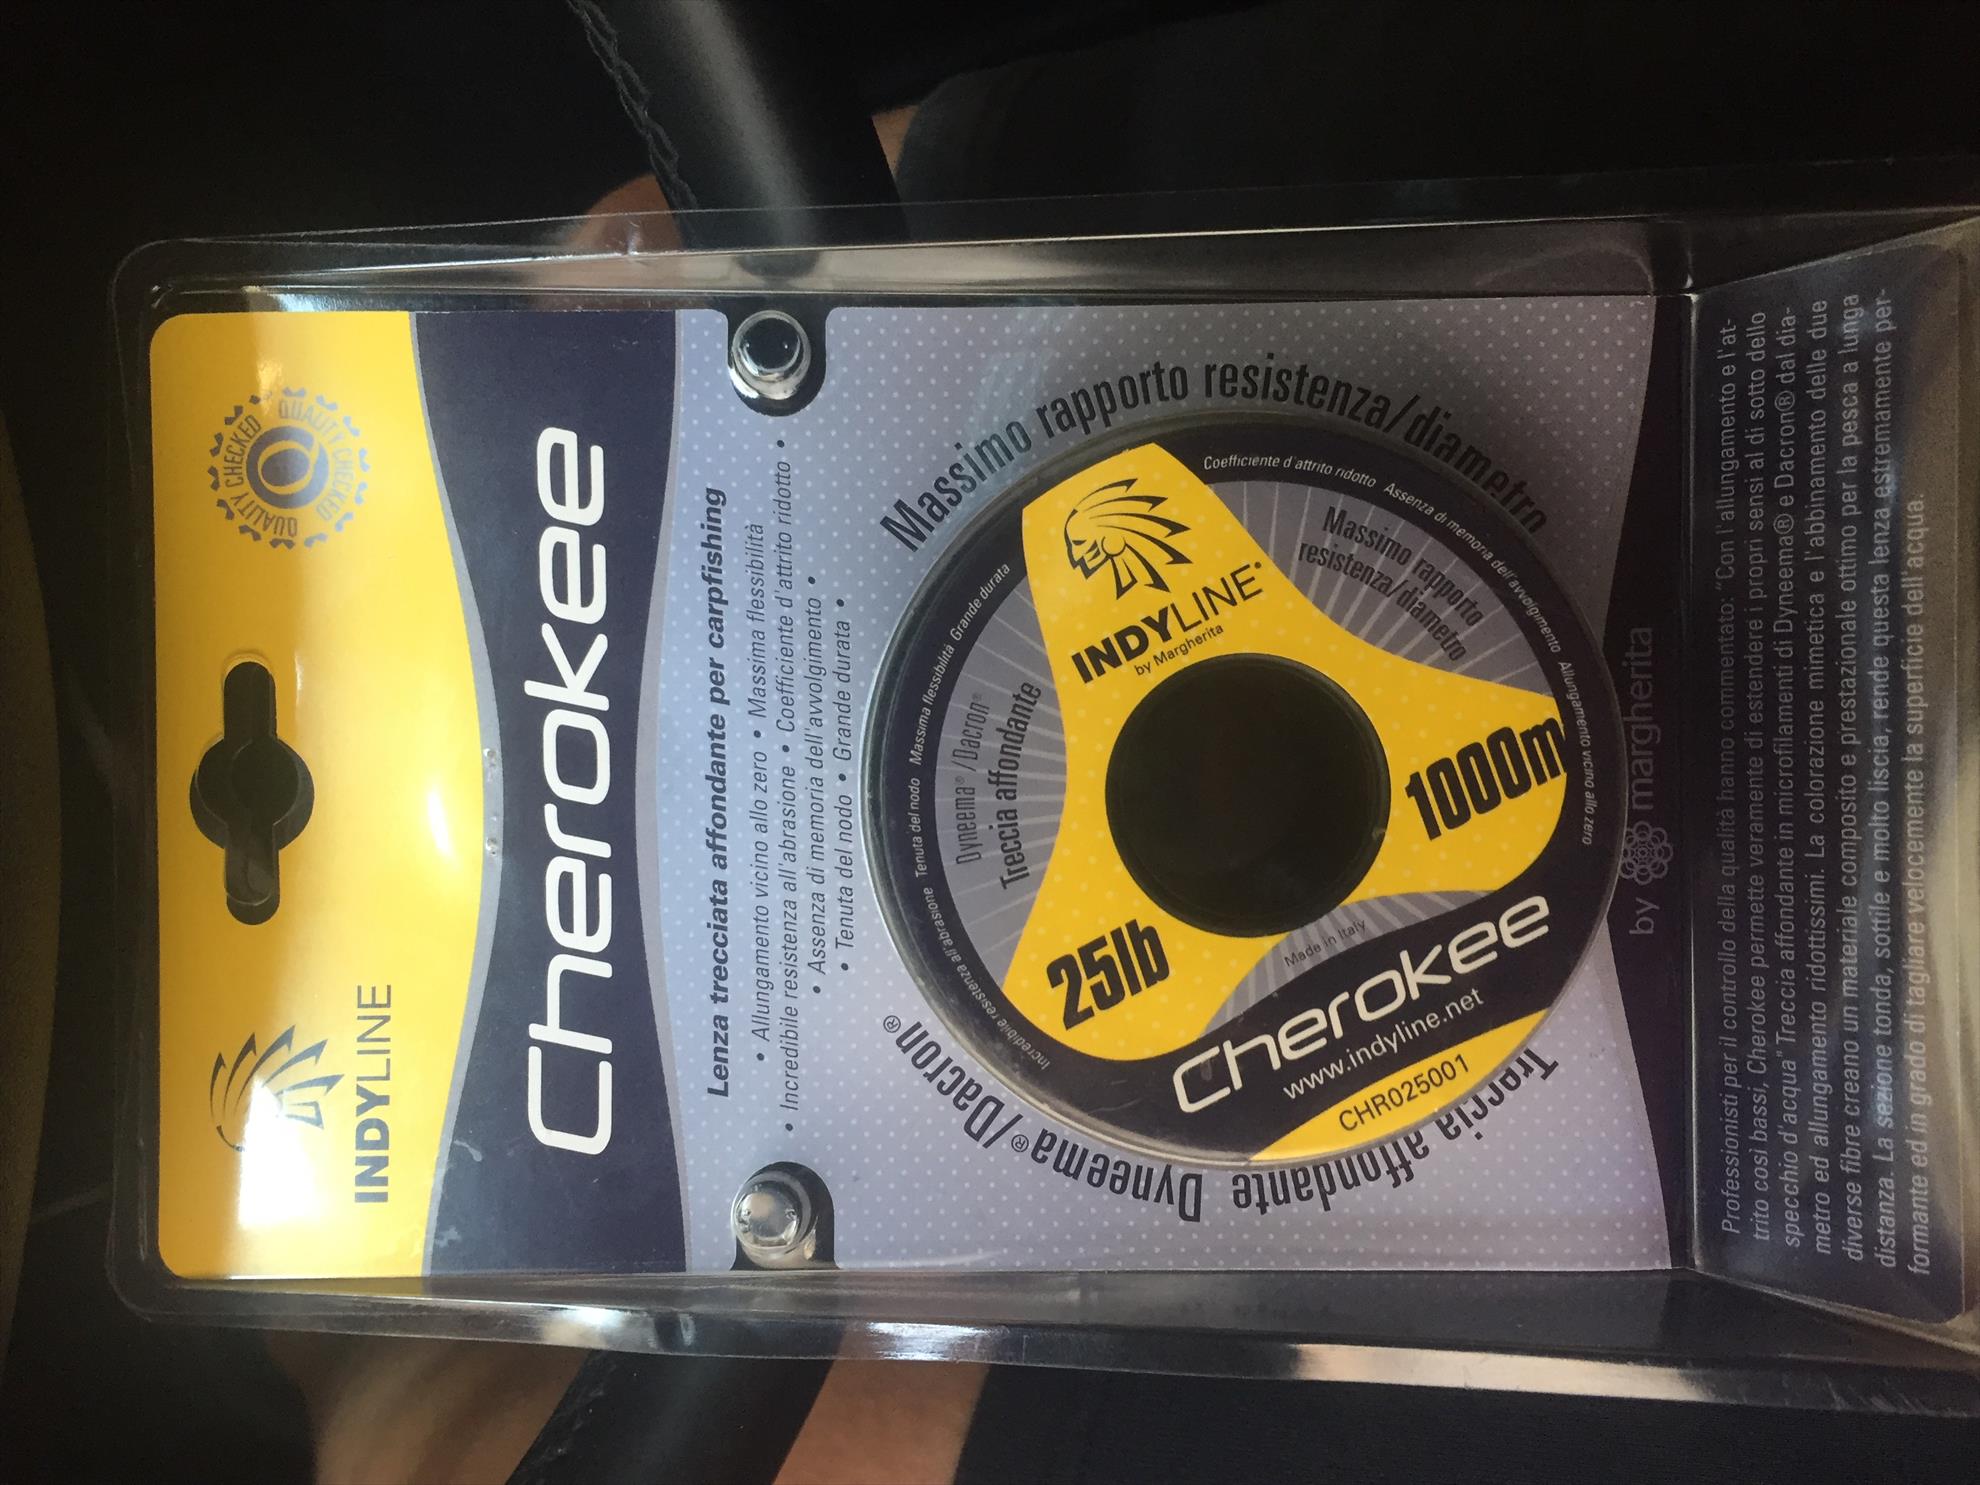 INDYLINE
QUALITY CHECKED QUALITY CHECKED
Q
Cherokee
Lenza trecciata affondante per carpfishing
• Allungamento vicino allo zero • Massima flessibilità
• Incredibile resistenza all'abrasione • Coefficiente d'attrito ridotto •
• Assenza di memoria dell'avvolgimento •
• Tenuta del nodo • Grande durata •
Massimo rapporto resistenza/diametro
Treccia affondante Dyneema®/Dacron®
Incredibile resistenza all'abrasione Tenuta del nodo Massima flessibilità Grande durata
Coefficiente d'attrito ridotto Assenza di memoria dell'avvolgimento Allungamento vicino allo zero
Dyneema®/Dacron®
Treccia affondante
INDYLINE
by Margherita
Massimo rapporto
resistenza/diametro
25lb
1000m
Made in Italy
Cherokee
www.indyline.net
CHR025001
by margherita
Professionisti per il controllo della qualità hanno commentato: "Con l'allungamento e l'at-
trito così bassi, Cherokee permette veramente di estendere i propri sensi al di sotto dello
specchio d'acqua" Treccia affondante in microfilamenti di Dyneema® e Dacron® dal dia-
metro ed allungamento ridottissimi. La colorazione mimetica e l'abbinamento delle due
diverse fibre creano un materiale composito e prestazionale ottimo per la pesca a lunga
distanza. La sezione tonda, sottile e molto liscia, rende questa lenza estremamente per-
formante ed in grado di tagliare velocemente la superficie dell'acqua.